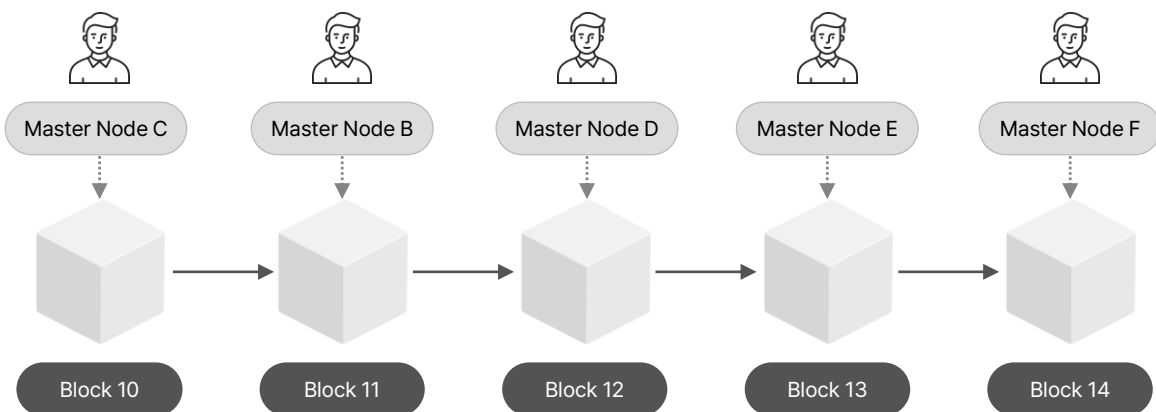 Master Node C
Master Node B
Master Node D
Master Node E
Master Node F
Block 10
Block 11
Block 12
Block 13
Block 14